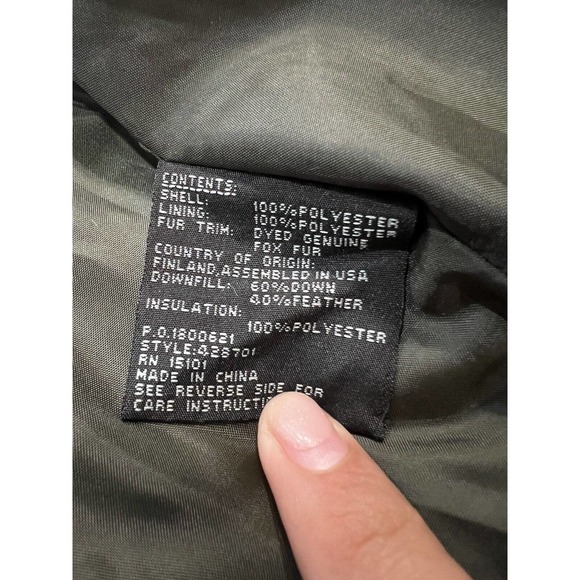 CONTENTS:
SHELL: 100%POLYESTER
LINING: 100%POLYESTER
FUR TRIM: DYED GENUINE
FOX FUR
COUNTRY OF ORIGIN:
FINLAND,ASSEMBLED IN USA
DOWNFILL: 60%DOWN
40%FEATHER
INSULATION:
100%POLYESTER
P.O.1800621
STYLE:428701
RN 15101
MADE IN CHINA
SEE REVERSE SIDE FOR
CARE